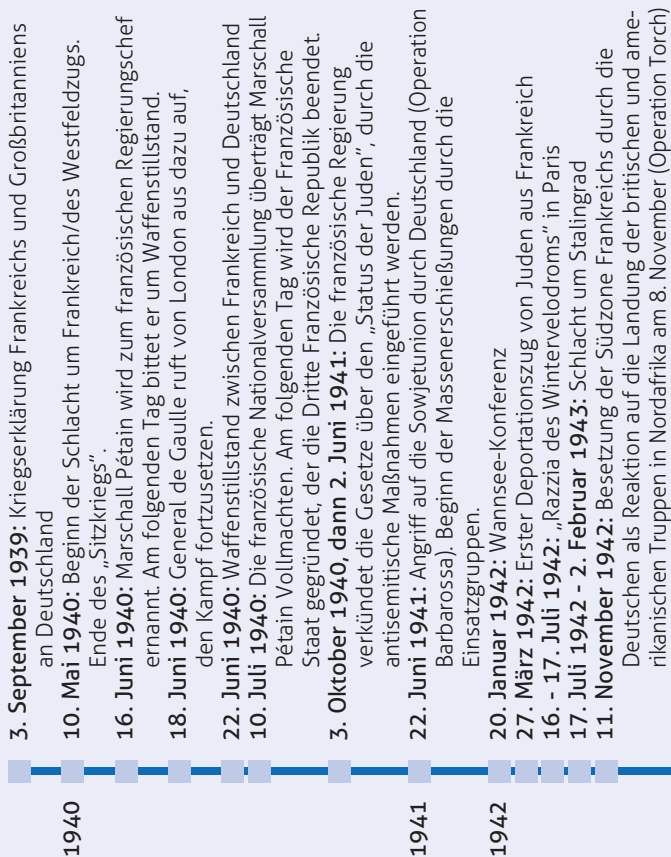 3. September 1939: Kriegserklärung Frankreichs und Großbritanniens
an Deutschland
1940
10. Mai 1940: Beginn der Schlacht um Frankreich/des Westfeldzugs.
Ende des „Sitzkriegs".
16. Juni 1940: Marschall Pétain wird zum französischen Regierungschef
ernannt. Am folgenden Tag bittet er um Waffenstillstand.
18. Juni 1940: General de Gaulle ruft von London aus dazu auf,
den Kampf fortzusetzen.
22. Juni 1940: Waffenstillstand zwischen Frankreich und Deutschland
10. Juli 1940: Die französische Nationalversammlung überträgt Marschall
Pétain Vollmachten. Am folgenden Tag wird der Französische
Staat gegründet, der die Dritte Französische Republik beendet.
3. Oktober 1940, dann 2. Juni 1941: Die französische Regierung
verkündet die Gesetze über den „Status der Juden", durch die
antisemitische Maßnahmen eingeführt werden.
1941
22. Juni 1941: Angriff auf die Sowjetunion durch Deutschland (Operation
Barbarossa). Beginn der Massenerschießungen durch die
Einsatzgruppen.
1942
20. Januar 1942: Wannsee-Konferenz
27. März 1942: Erster Deportationszug von Juden aus Frankreich
16. - 17. Juli 1942: „Razzia des Wintervelodroms" in Paris
17. Juli 1942 - 2. Februar 1943: Schlacht um Stalingrad
11. November 1942: Besetzung der Südzone Frankreichs durch die
Deutschen als Reaktion auf die Landung der britischen und ame-
rikanischen Truppen in Nordafrika am 8. November (Operation Torch)